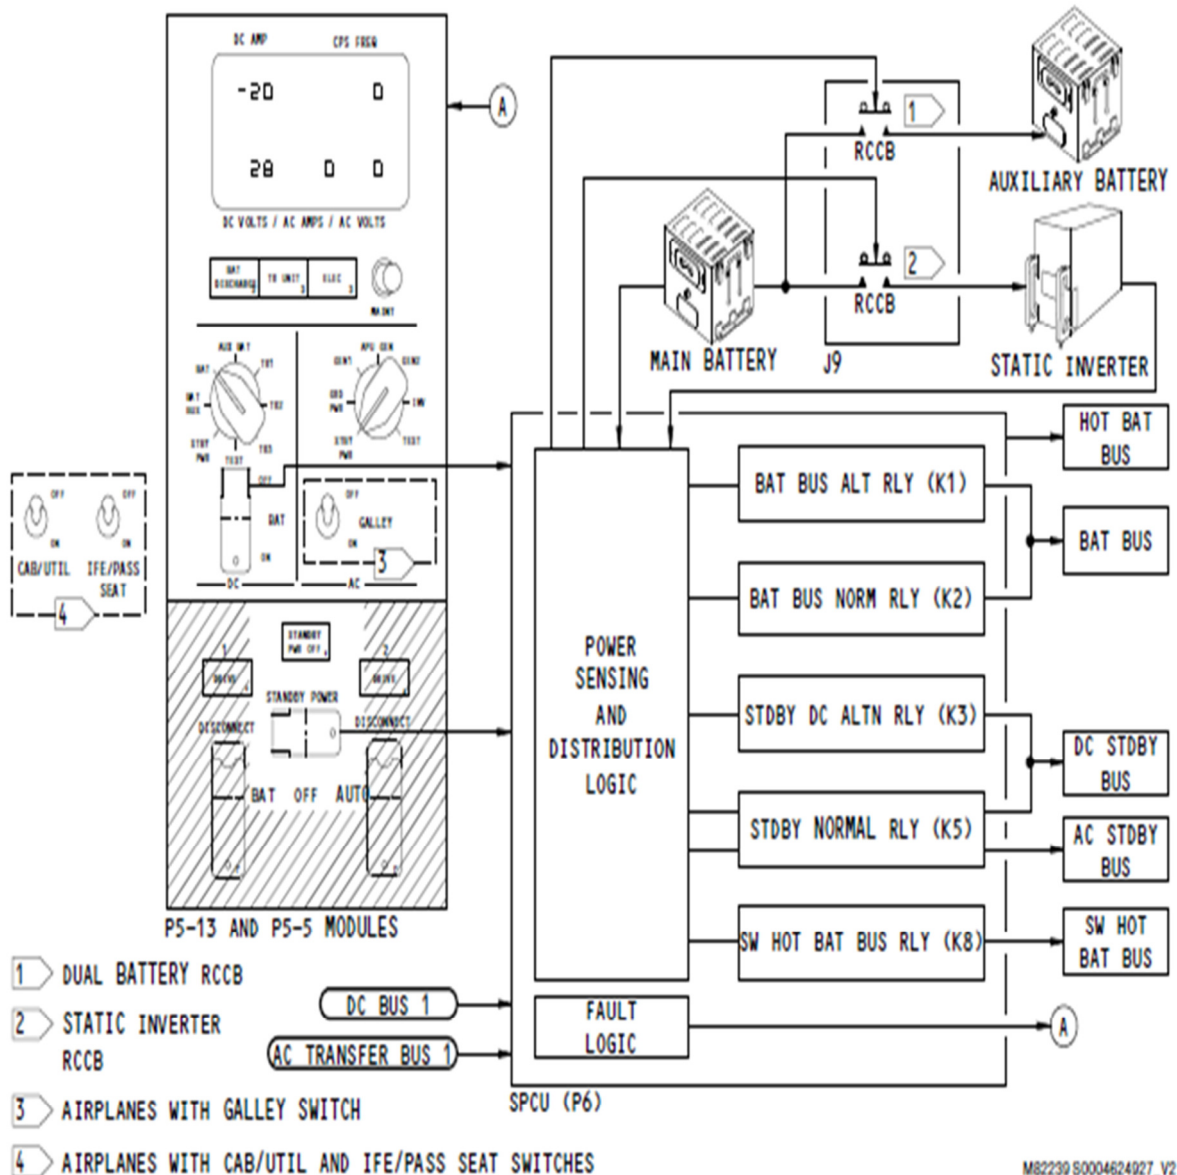 DC AMP CPS FREQ
-20 0
28 0 0
DC VOLTS / AC AMPS / AC VOLTS
BAT
DISCHARGE
TR UNIT
ELEC
MAINT
AUX BAT
BAT
TR1
BAT
BUS
TR2
STBY
PWR
TR3
TEST
APU GEN
GEN1
GEN2
GRD
PWR
INV
STBY
PWR
TEST
OFF
BAT
ON
DC
OFF
GALLEY
ON
3
AC
OFF
ON
CAB/UTIL
OFF
ON
IFE/PASS
SEAT
4
STANDBY
PWR OFF
1
DRIVE
2
DRIVE
STANDBY POWER
DISCONNECT
DISCONNECT
BAT OFF AUTO
P5-13 AND P5-5 MODULES
A
1
RCCB
2
RCCB
J9
AUXILIARY BATTERY
MAIN BATTERY
STATIC INVERTER
POWER
SENSING
AND
DISTRIBUTION
LOGIC
BAT BUS ALT RLY (K1)
BAT BUS NORM RLY (K2)
STDBY DC ALTN RLY (K3)
STDBY NORMAL RLY (K5)
SW HOT BAT BUS RLY (K8)
HOT BAT
BUS
BAT BUS
DC STDBY
BUS
AC STDBY
BUS
SW HOT
BAT BUS
FAULT
LOGIC
A
SPCU (P6)
DC BUS 1
AC TRANSFER BUS 1
1 DUAL BATTERY RCCB
2 STATIC INVERTER
RCCB
3 AIRPLANES WITH GALLEY SWITCH
4 AIRPLANES WITH CAB/UTIL AND IFE/PASS SEAT SWITCHES
M82239 S0004624927_V2